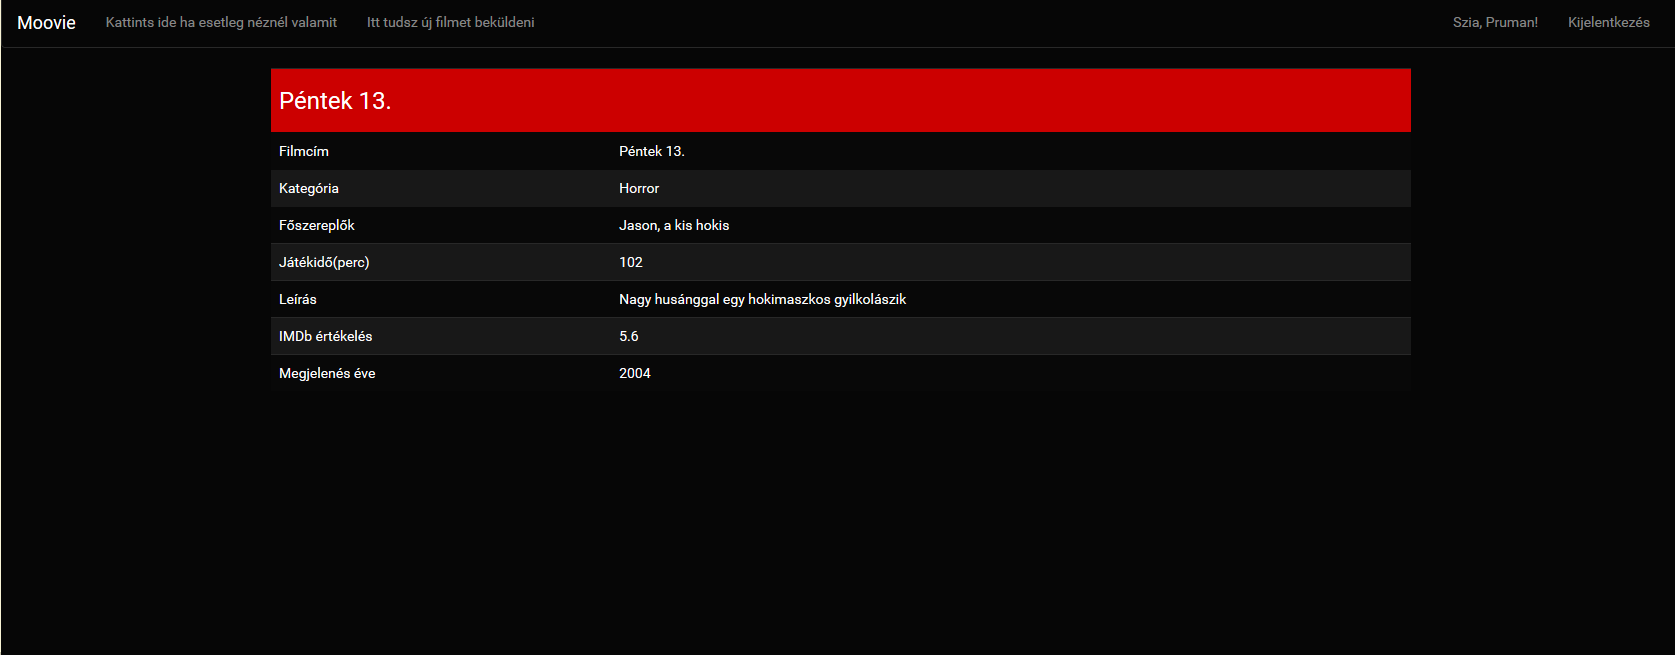 Moovie Kattints ide ha esetleg néznél valamit Itt tudsz új filmet beküldeni Szia, Pruman! Kijelentkezés
Péntek 13.
Filmcím Péntek 13.
Kategória Horror
Főszereplők Jason, a kis hokis
Játékidő(perc) 102
Leírás Nagy husánggal egy hokimaszkos gyilkolászik
IMDb értékelés 5.6
Megjelenés éve 2004